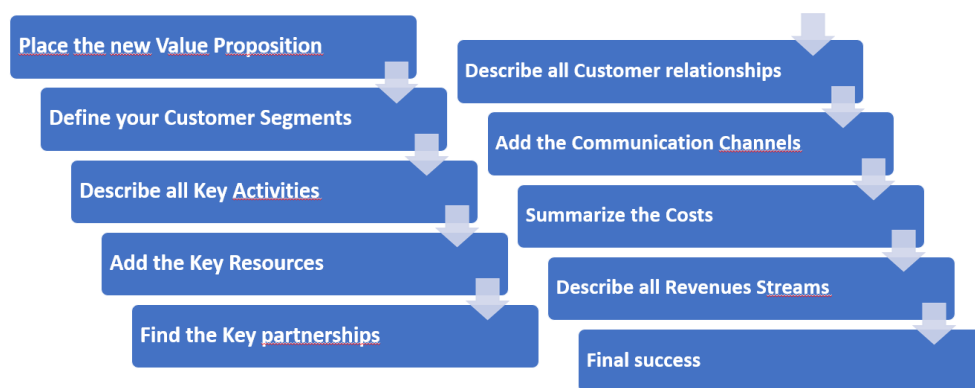 Place the new Value Proposition
Define your Customer Segments
Describe all Key Activities
Add the Key Resources
Find the Key partnerships
Describe all Customer relationships
Add the Communication Channels
Summarize the Costs
Describe all Revenues Streams
Final success